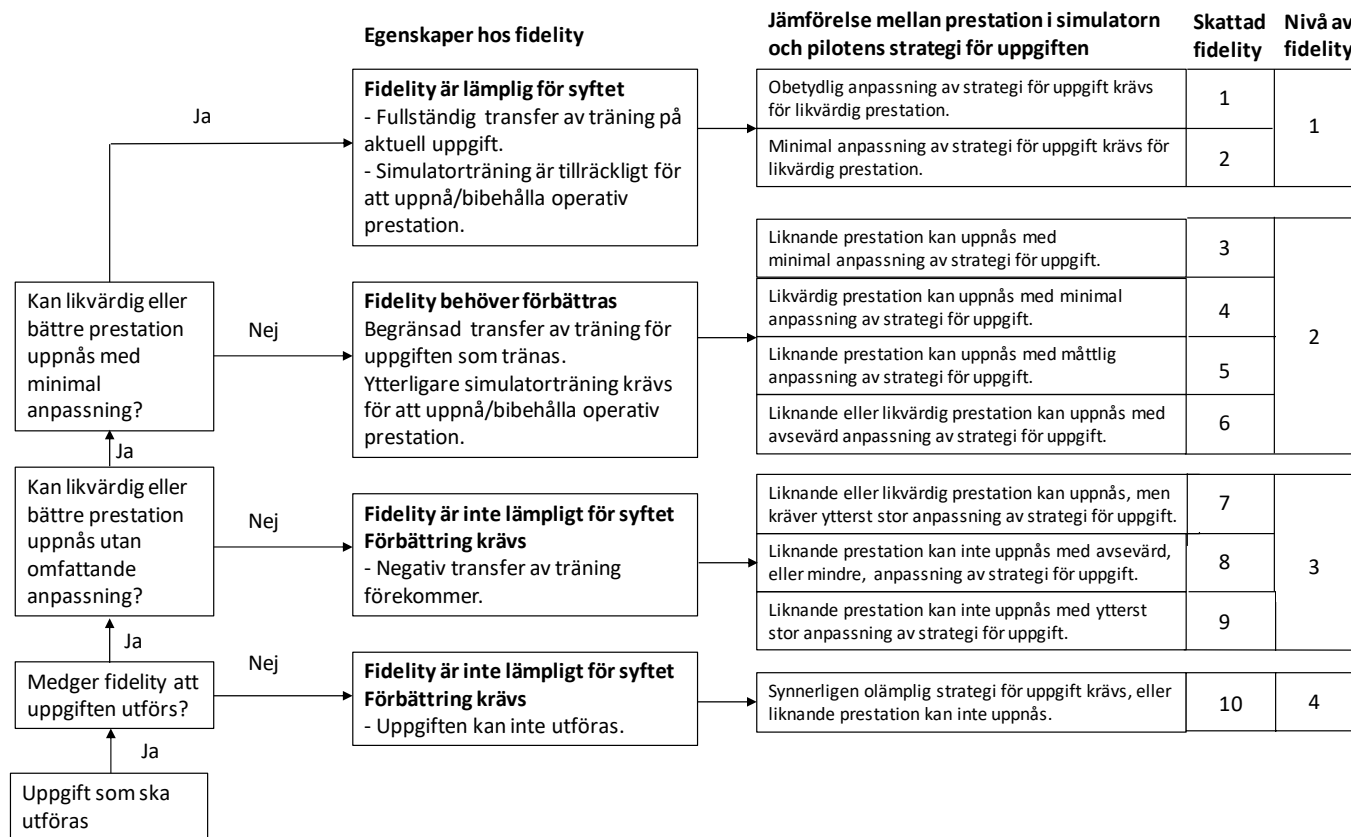 Egenskaper hos fidelity
Jämförelse mellan prestation i simulatorn
och pilotens strategi för uppgiften
Skattad
fidelity
Nivå av
fidelity
Ja
Fidelity är lämplig för syftet
- Fullständig transfer av träning på
aktuell uppgift.
- Simulatorträning är tillräckligt för
att uppnå/bibehålla operativ
prestation.
Obetydlig anpassning av strategi för uppgift krävs
för likvärdig prestation.
1
Minimal anpassning av strategi för uppgift krävs för
likvärdig prestation.
2
1
Kan likvärdig eller
bättre prestation
uppnås med
minimal
anpassning?
Nej
Fidelity behöver förbättras
Begränsad transfer av träning för
uppgiften som tränas.
Ytterligare simulatorträning krävs
för att uppnå/bibehålla operativ
prestation.
Liknande prestation kan uppnås med
minimal anpassning av strategi för uppgift.
3
Likvärdig prestation kan uppnås med minimal
anpassning av strategi för uppgift.
4
Liknande prestation kan uppnås med måttlig
anpassning av strategi för uppgift.
5
Liknande eller likvärdig prestation kan uppnås med
avsevärd anpassning av strategi för uppgift.
6
2
Ja
Kan likvärdig eller
bättre prestation
uppnås utan
omfattande
anpassning?
Nej
Fidelity är inte lämpligt för syftet
Förbättring krävs
- Negativ transfer av träning
förekommer.
Liknande eller likvärdig prestation kan uppnås, men
kräver ytterst stor anpassning av strategi för uppgift.
7
Liknande prestation kan inte uppnås med avsevärd,
eller mindre, anpassning av strategi för uppgift.
8
Liknande prestation kan inte uppnås med ytterst
stor anpassning av strategi för uppgift.
9
3
Ja
Medger fidelity att
uppgiften utförs?
Nej
Fidelity är inte lämpligt för syftet
Förbättring krävs
- Uppgiften kan inte utföras.
Synnerligen olämplig strategi för uppgift krävs, eller
liknande prestation kan inte uppnås.
10
4
Ja
Uppgift som ska
utföras